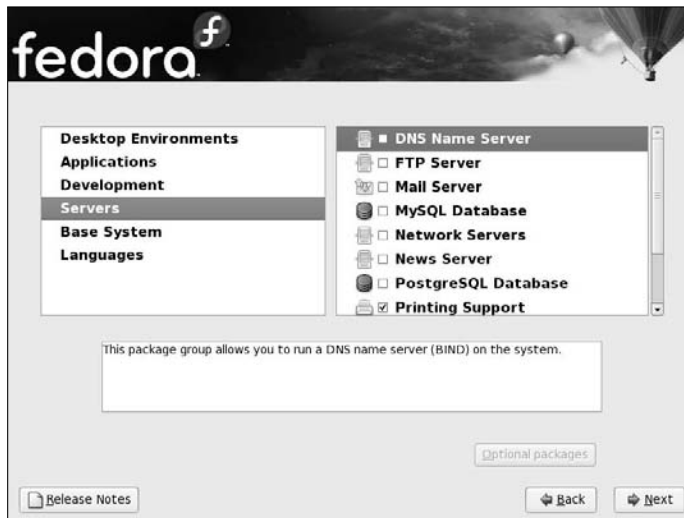 fedora
Desktop Environments
Applications
Development
Servers
Base System
Languages
DNS Name Server
FTP Server
Mail Server
MySQL Database
Network Servers
News Server
PostgreSQL Database
Printing Support
This package group allows you to run a DNS name server (BIND) on the system.
Optional packages
Release Notes
Back
Next